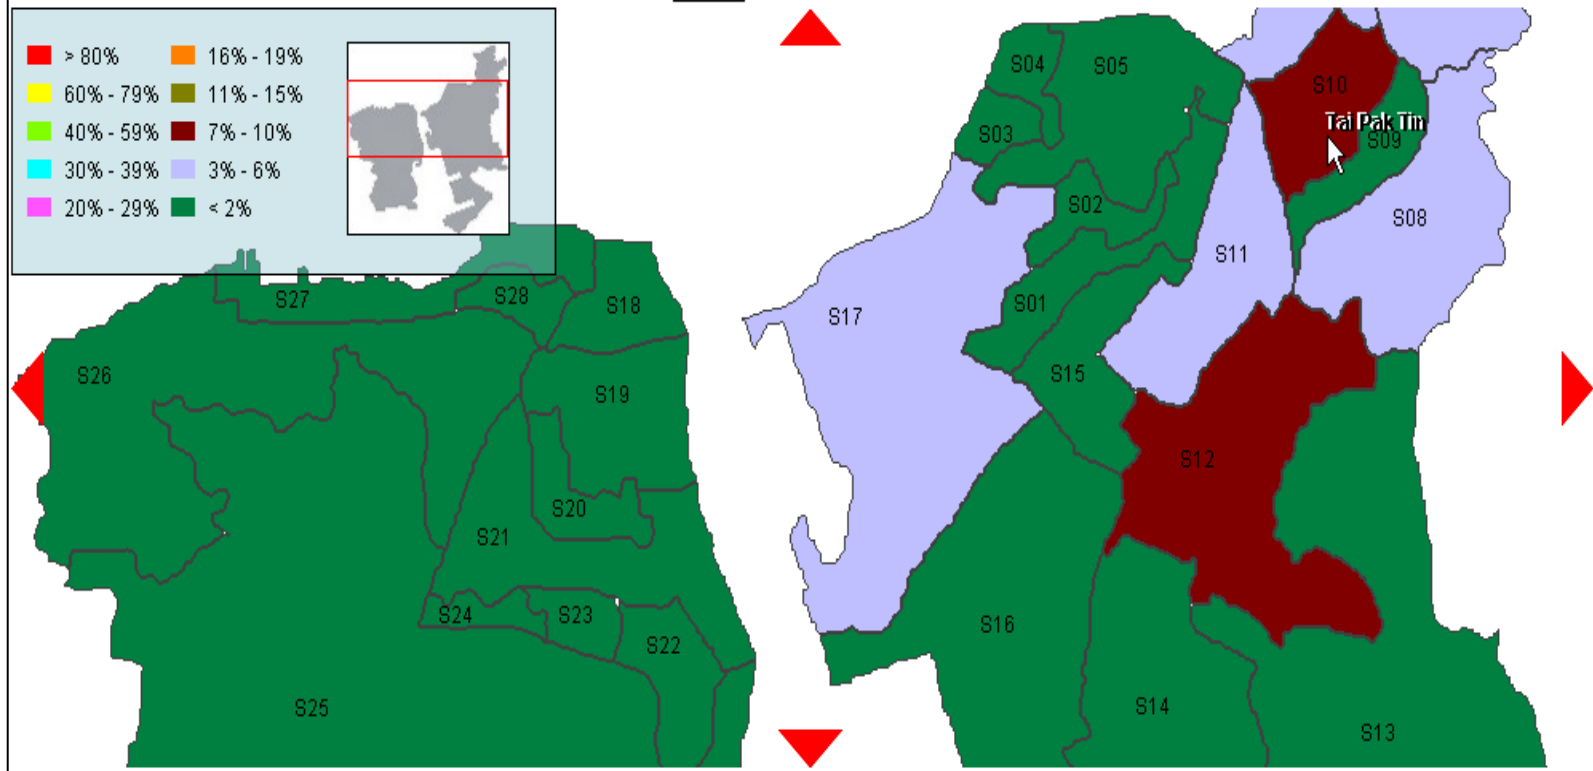 > 80% 16% - 19%
60% - 79% 11% - 15%
40% - 59% 7% - 10%
30% - 39% 3% - 6%
20% - 29% < 2%
S04 S05
S10
Tai Pak Tin
S03 S09
S02 S08
S11
S27 S28 S18 S01 S17
S26 S15
S19
S12
S20
S21
S24 S23 S16
S22
S25 S14
S13